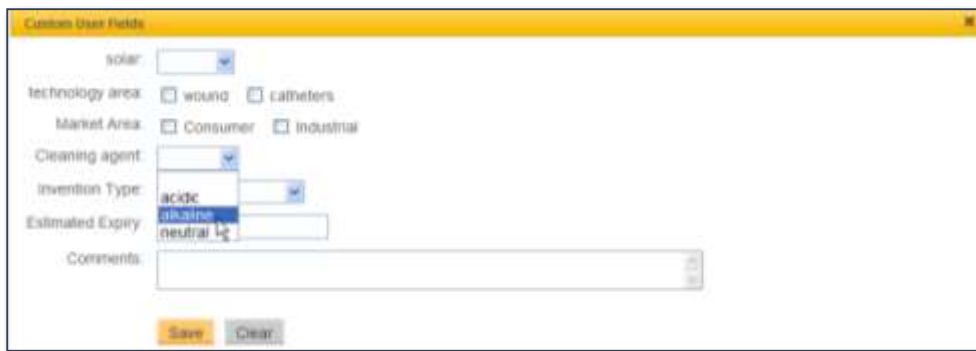 Custom User Fields
solar:
technology area: wound catheters
Market Area: Consumer Industrial
Cleaning agent:
Invention Type:
acidic
alkaline
Estimated Expiry:
neutral
Comments:
Save Clear